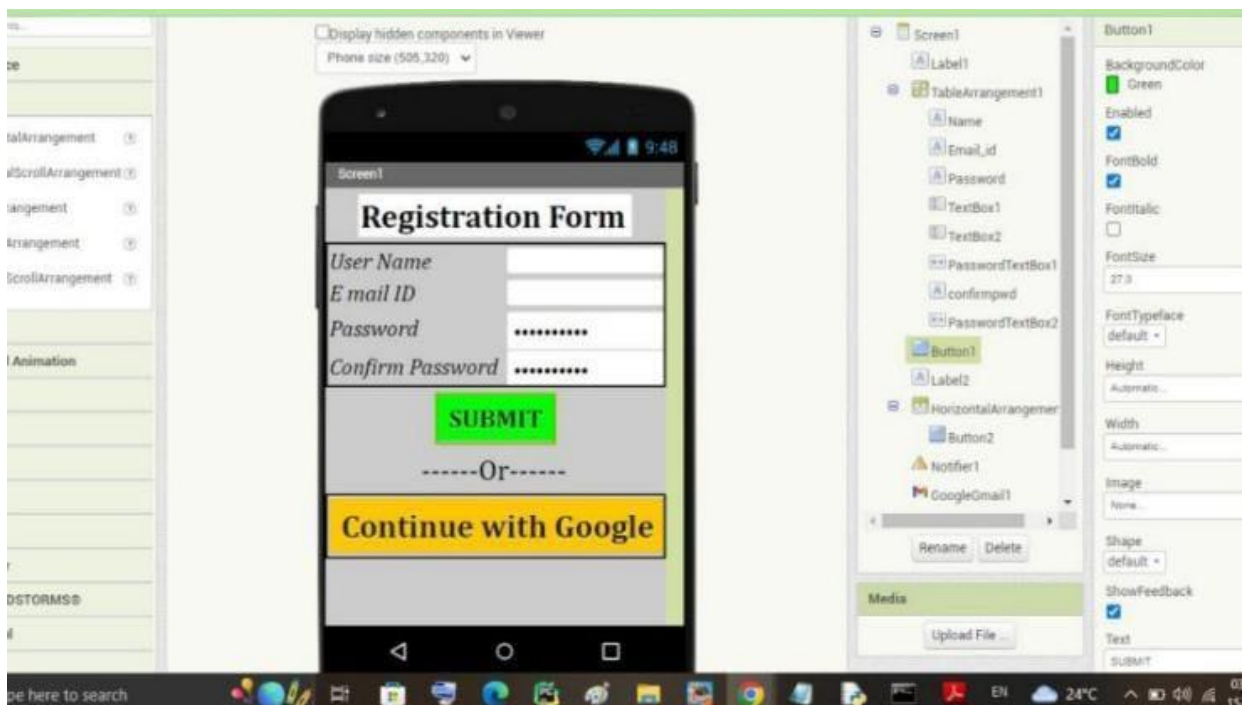 Display hidden components in Viewer
Phone size (505,320)
9:48
Screen1
Registration Form
User Name
E mail ID
Password
Confirm Password
SUBMIT
------Or------
Continue with Google
talArrangement
alScrollArrangement
rangement
Arrangement
ScrollArrangement
l Animation
DSTORMS®
Screen1
Label1
TableArrangement1
Name
Email_id
Password
TextBox1
TextBox2
PasswordTextBox1
confirmpwd
PasswordTextBox2
Button1
Label2
HorizontalArrangemer
Button2
Notifier1
GoogleGmail1
Rename Delete
Media
Upload File ...
Button1
BackgroundColor
Green
Enabled
FontBold
FontItalic
FontSize
27.0
FontTypeface
default
Height
Automatic...
Width
Automatic...
Image
None...
Shape
default
ShowFeedback
Text
SUBMIT
pe here to search
EN
24°C